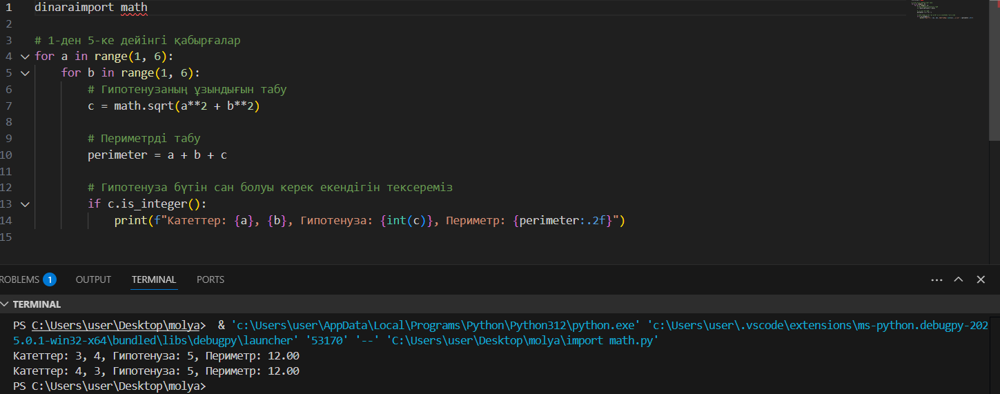 1 dinaraimport math
2
3 # 1-ден 5-ке дейінгі қабырғалар
4 for a in range(1, 6):
5     for b in range(1, 6):
6         # Гипотенузаның ұзындығын табу
7         c = math.sqrt(a**2 + b**2)
8
9         # Периметрді табу
10         perimeter = a + b + c
11
12         # Гипотенуза бүтін сан болуы керек екендігін тексереміз
13         if c.is_integer():
14             print(f"Катеттер: {a}, {b}, Гипотенуза: {int(c)}, Периметр: {perimeter:.2f}")
15
ROBLEMS 1 OUTPUT TERMINAL PORTS
TERMINAL
PS C:\Users\user\Desktop\molya>  & 'c:\Users\user\AppData\Local\Programs\Python\Python312\python.exe' 'c:\Users\user\.vscode\extensions\ms-python.debugpy-202
5.0.1-win32-x64\bundled\libs\debugpy\launcher' '53170' '--' 'C:\Users\user\Desktop\molya\import math.py'
Катеттер: 3, 4, Гипотенуза: 5, Периметр: 12.00
Катеттер: 4, 3, Гипотенуза: 5, Периметр: 12.00
PS C:\Users\user\Desktop\molya>